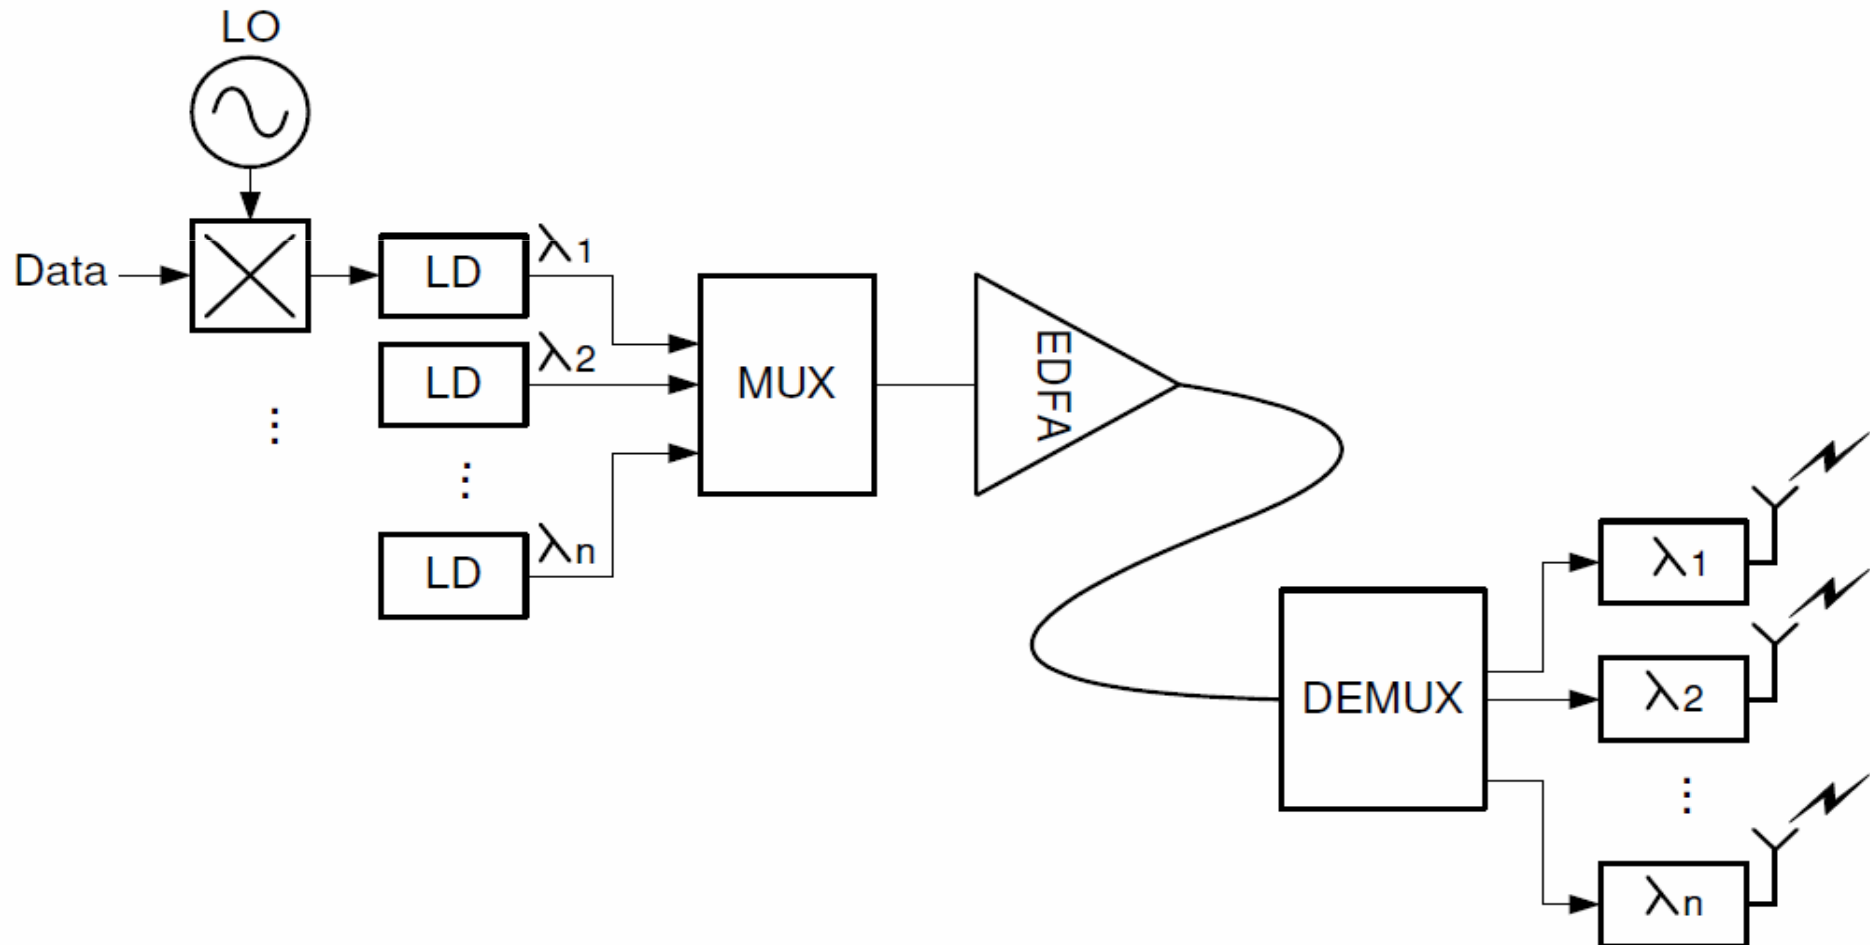 LO
Data
LD
λ1
LD
λ2
⋮
⋮
LD
λn
MUX
EDFA
DEMUX
λ1
λ2
⋮
λn